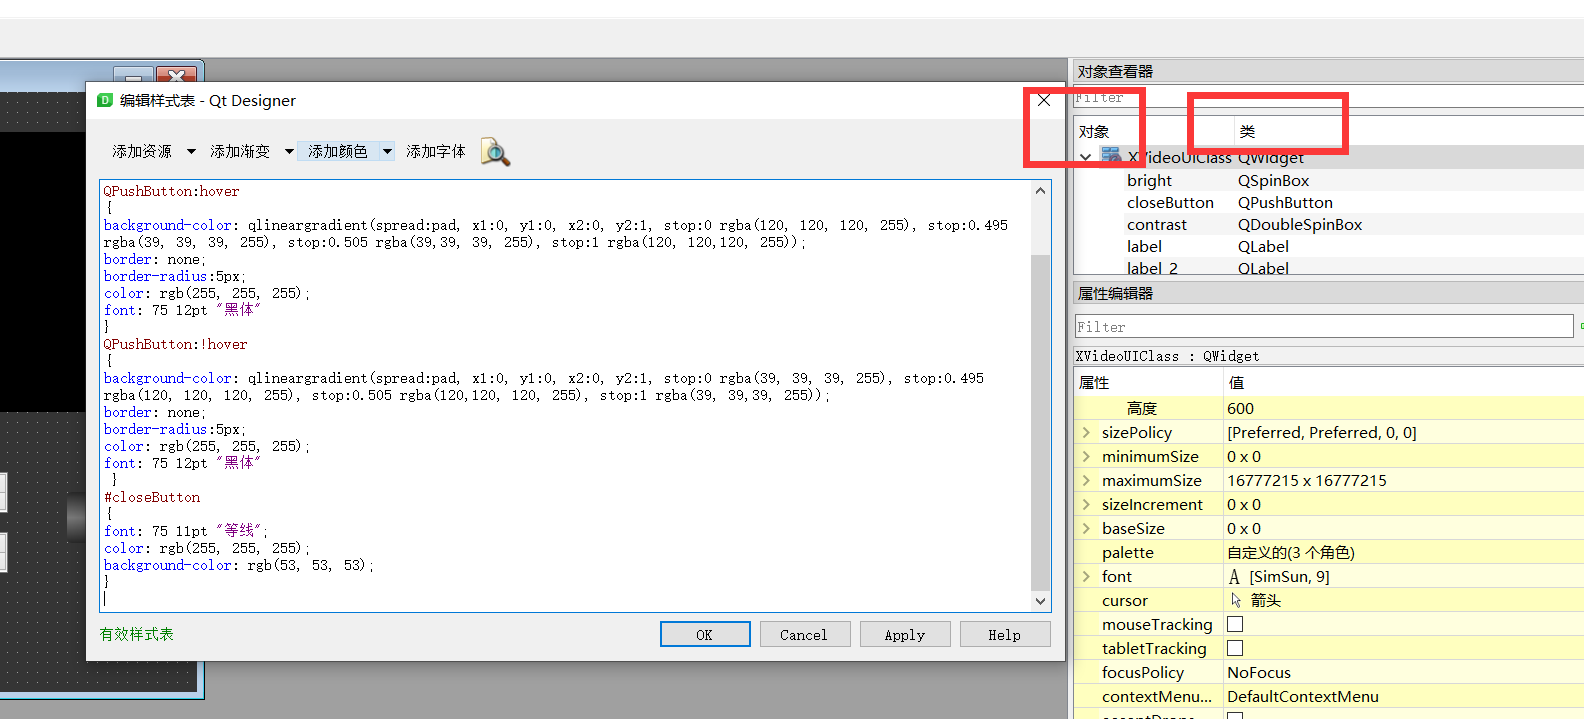 编辑样式表 - Qt Designer
添加资源 添加渐变 添加颜色 添加字体
QPushButton:hover
{
background-color: qlineargradient(spread:pad, x1:0, y1:0, x2:0, y2:1, stop:0 rgba(120, 120, 120, 255), stop:0.495
rgba(39, 39, 39, 255), stop:0.505 rgba(39,39, 39, 255), stop:1 rgba(120, 120,120, 255));
border: none;
border-radius:5px;
color: rgb(255, 255, 255);
font: 75 12pt "黑体"
}
QPushButton:!hover
{
background-color: qlineargradient(spread:pad, x1:0, y1:0, x2:0, y2:1, stop:0 rgba(39, 39, 39, 255), stop:0.495
rgba(120, 120, 120, 255), stop:0.505 rgba(120,120, 120, 255), stop:1 rgba(39, 39,39, 255));
border: none;
border-radius:5px;
color: rgb(255, 255, 255);
font: 75 12pt "黑体"
}
#closeButton
{
font: 75 11pt "等线";
color: rgb(255, 255, 255);
background-color: rgb(53, 53, 53);
}
有效样式表
OK Cancel Apply Help
对象查看器
Filter
对象 类
XVideoUIClass QWidget
bright QSpinBox
closeButton QPushButton
contrast QDoubleSpinBox
label QLabel
label_2 QLabel
属性编辑器
Filter
XVideoUIClass : QWidget
属性 值
高度 600
sizePolicy [Preferred, Preferred, 0, 0]
minimumSize 0 x 0
maximumSize 16777215 x 16777215
sizeIncrement 0 x 0
baseSize 0 x 0
palette 自定义的(3 个角色)
font A [SimSun, 9]
cursor 箭头
mouseTracking
tabletTracking
focusPolicy NoFocus
contextMenu... DefaultContextMenu
acceptDrops